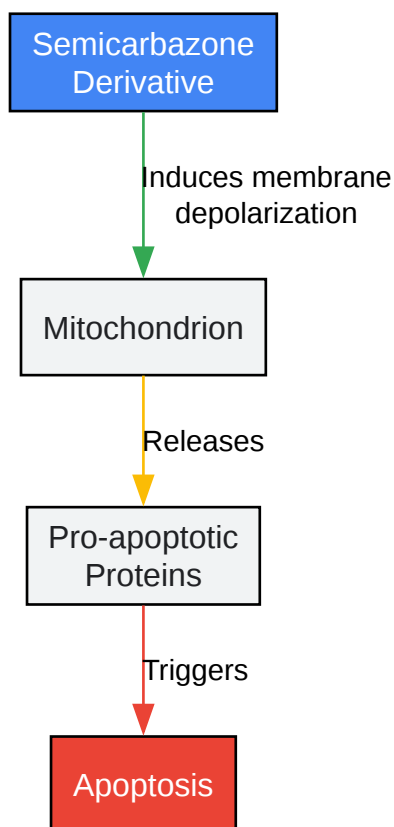 Semicarbazone
Derivative
Induces membrane
depolarization
Mitochondrion
Releases
Pro-apoptotic
Proteins
Triggers
Apoptosis